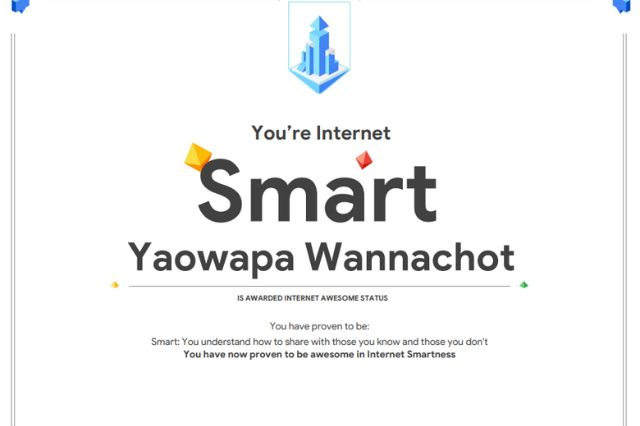 You’re Internet
Smart
Yaowapa Wannachot
IS AWARDED INTERNET AWESOME STATUS
You have proven to be:
Smart: You understand how to share with those you know and those you don't
You have now proven to be awesome in Internet Smartness